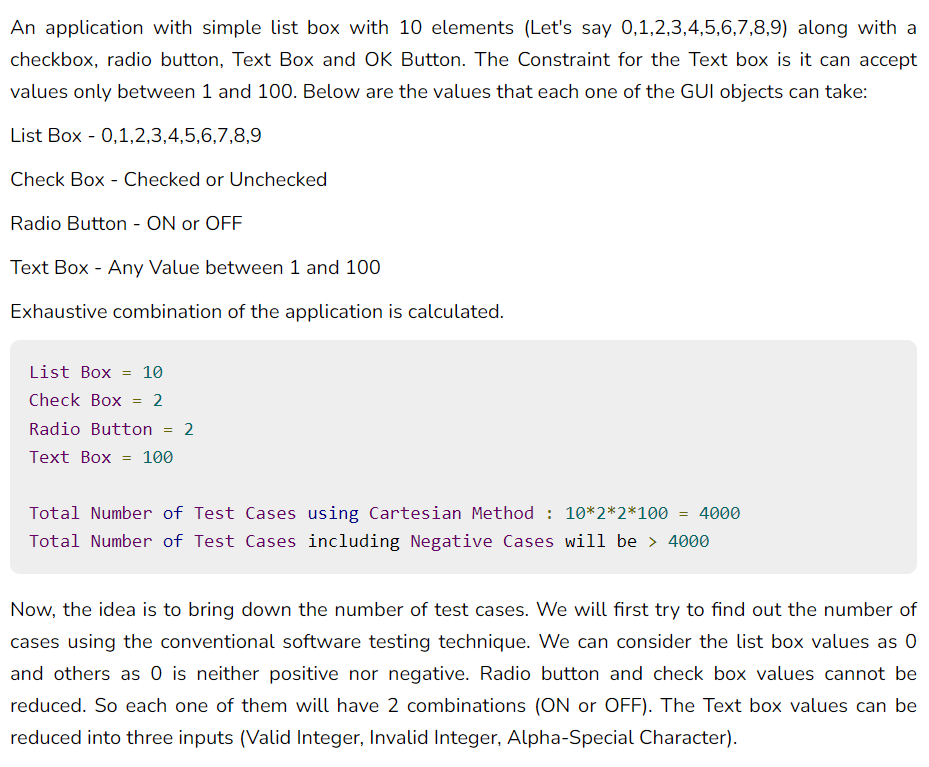 An application with simple list box with 10 elements (Let's say 0,1,2,3,4,5,6,7,8,9) along with a
checkbox, radio button, Text Box and OK Button. The Constraint for the Text box is it can accept
values only between 1 and 100. Below are the values that each one of the GUI objects can take:
List Box - 0,1,2,3,4,5,6,7,8,9
Check Box - Checked or Unchecked
Radio Button - ON or OFF
Text Box - Any Value between 1 and 100
Exhaustive combination of the application is calculated.
List Box = 10
Check Box = 2
Radio Button = 2
Text Box = 100
Total Number of Test Cases using Cartesian Method : 10*2*2*100 = 4000
Total Number of Test Cases including Negative Cases will be > 4000
Now, the idea is to bring down the number of test cases. We will first try to find out the number of
cases using the conventional software testing technique. We can consider the list box values as 0
and others as 0 is neither positive nor negative. Radio button and check box values cannot be
reduced. So each one of them will have 2 combinations (ON or OFF). The Text box values can be
reduced into three inputs (Valid Integer, Invalid Integer, Alpha-Special Character).